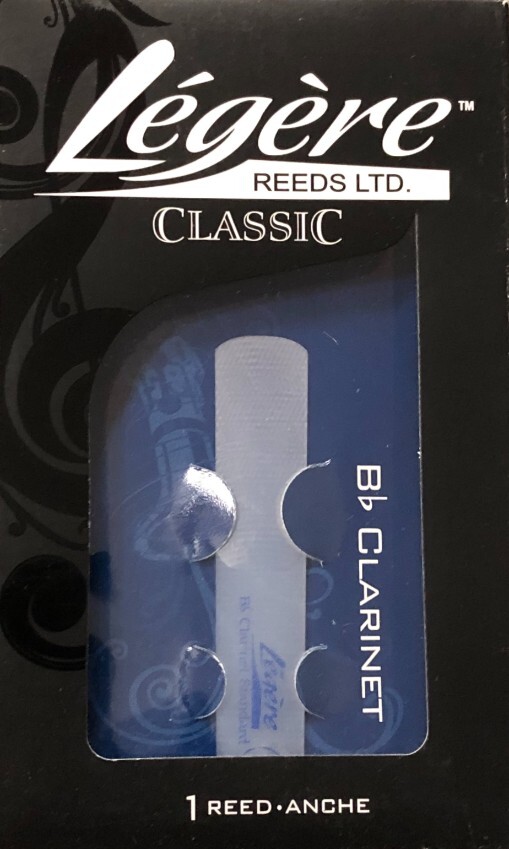 Légère™
REEDS LTD.
CLASSIC
B♭ CLARINET
Légère
B♭ Clarinet Standard
1 REED·ANCHE